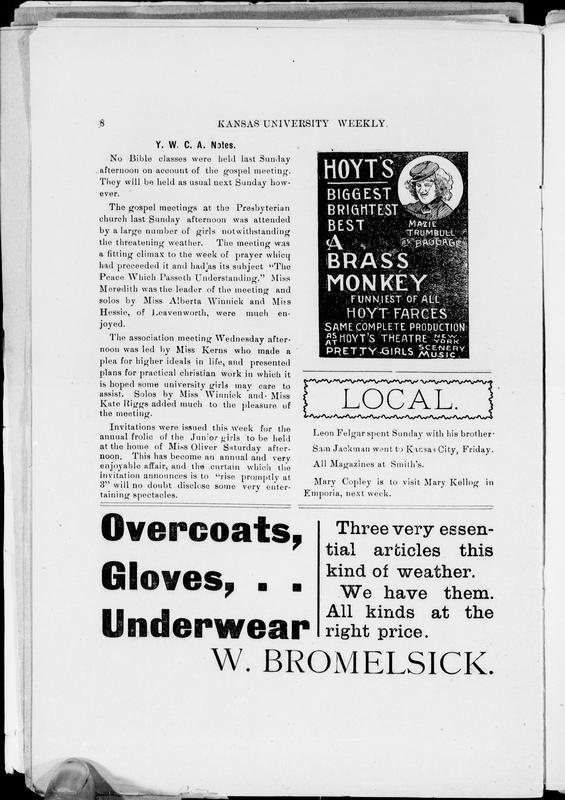 8
KANSAS UNIVERSITY WEEKLY.
Y. W. C. A. Notes.
No Bible classes were held last Sunday
afternoon on account of the gospel meeting.
They will be held as usual next Sunday how-
ever.
The gospel meetings at the Presbyterian
church last Sunday afternoon was attended
by a large number of girls notwithstanding
the threatening weather. The meeting was
a fitting climax to the week of prayer which
had preceeded it and had as its subject "The
Peace Which Passeth Understanding." Miss
Meredith was the leader of the meeting and
solos by Miss Alberta Winnick and Miss
Hessie, of Leavenworth, were much en-
joyed.
The association meeting Wednesday after-
noon was led by Miss Kerns who made a
plea for higher ideals in life, and presented
plans for practical christian work in which it
is hoped some university girls may care to
assist. Solos by Miss Winnick and Miss
Kate Riggs added much to the pleasure of
the meeting.
Invitations were issued this week for the
annual frolic of the Junior girls to be held
at the home of Miss Oliver Saturday after-
noon. This has become an annual and very
enjoyable affair, and the curtain which the
invitation announces is to "rise promptly at
3" will no doubt disclose some very enter-
taining spectacles.
HOYT'S
BIGGEST
BRIGHTEST
BEST
A
BRASS
MONKEY
MAZIE
TRUMBULL
AS "BAGGAGE"
FUNNIEST OF ALL
HOYT FARCES
SAME COMPLETE PRODUCTION
AS AT HOYT'S THEATRE NEW YORK
PRETTY GIRLS SCENERY MUSIC.
LOCAL.
Leon Felgar spent Sunday with his brother
Sam Jackman went to Kansas City, Friday.
All Magazines at Smith's.
Mary Copley is to visit Mary Kellog in
Emporia, next week.
Overcoats,
Gloves, . .
Underwear
Three very essen-
tial articles this
kind of weather.
We have them.
All kinds at the
right price.
W. BROMELSICK.